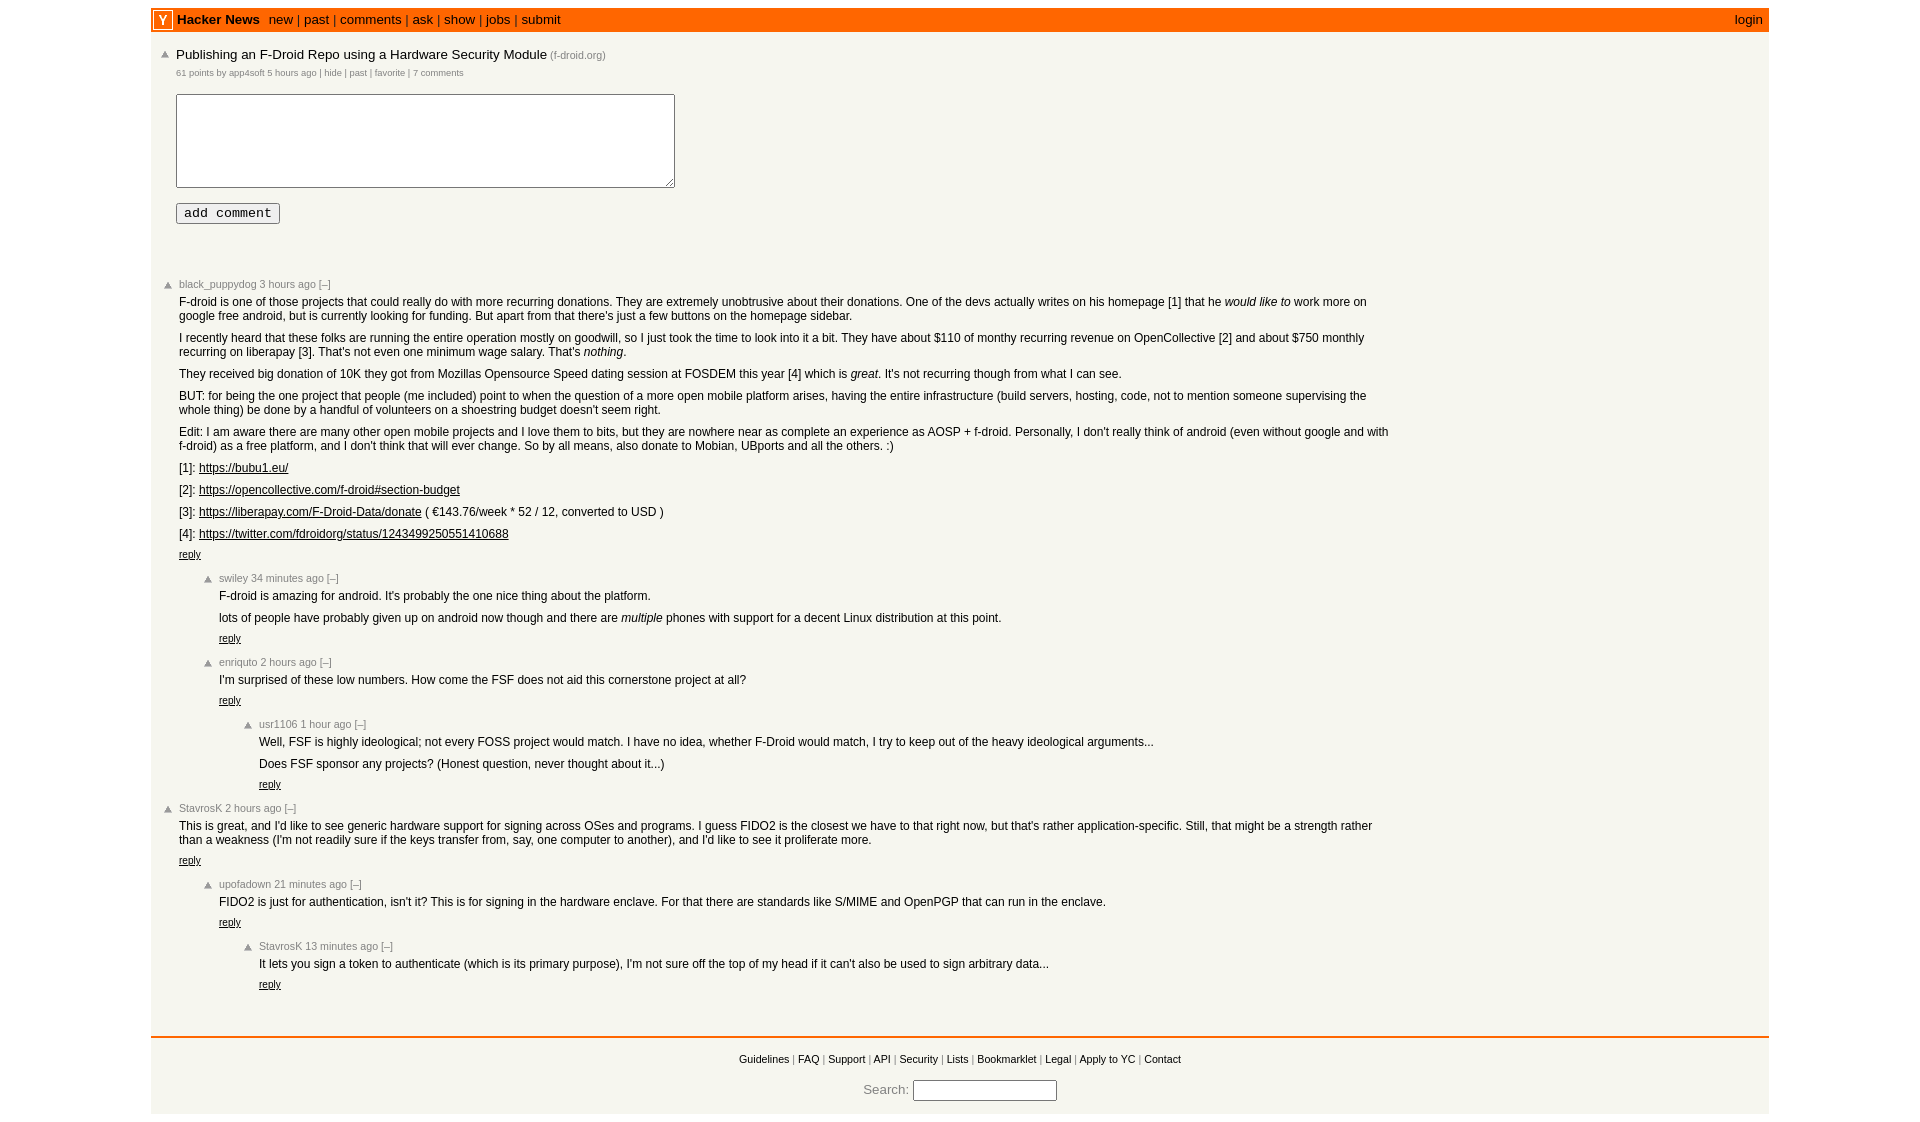 Y Hacker News new | past | comments | ask | show | jobs | submit login
Publishing an F-Droid Repo using a Hardware Security Module (f-droid.org)
61 points by app4soft 5 hours ago | hide | past | favorite | 7 comments
add comment
black_puppydog 3 hours ago [–]
F-droid is one of those projects that could really do with more recurring donations. They are extremely unobtrusive about their donations. One of the devs actually writes on his homepage [1] that he would like to work more on
google free android, but is currently looking for funding. But apart from that there's just a few buttons on the homepage sidebar.
I recently heard that these folks are running the entire operation mostly on goodwill, so I just took the time to look into it a bit. They have about $110 of monthy recurring revenue on OpenCollective [2] and about $750 monthly
recurring on liberapay [3]. That's not even one minimum wage salary. That's nothing.
They received big donation of 10K they got from Mozillas Opensource Speed dating session at FOSDEM this year [4] which is great. It's not recurring though from what I can see.
BUT: for being the one project that people (me included) point to when the question of a more open mobile platform arises, having the entire infrastructure (build servers, hosting, code, not to mention someone supervising the
whole thing) be done by a handful of volunteers on a shoestring budget doesn't seem right.
Edit: I am aware there are many other open mobile projects and I love them to bits, but they are nowhere near as complete an experience as AOSP + f-droid. Personally, I don't really think of android (even without google and with
f-droid) as a free platform, and I don't think that will ever change. So by all means, also donate to Mobian, UBports and all the others. :)
[1]: https://bubu1.eu/
[2]: https://opencollective.com/f-droid#section-budget
[3]: https://liberapay.com/F-Droid-Data/donate ( €143.76/week * 52 / 12, converted to USD )
[4]: https://twitter.com/fdroidorg/status/1243499250551410688
reply
swiley 34 minutes ago [–]
F-droid is amazing for android. It's probably the one nice thing about the platform.
lots of people have probably given up on android now though and there are multiple phones with support for a decent Linux distribution at this point.
reply
enriquto 2 hours ago [–]
I'm surprised of these low numbers. How come the FSF does not aid this cornerstone project at all?
reply
usr1106 1 hour ago [–]
Well, FSF is highly ideological; not every FOSS project would match. I have no idea, whether F-Droid would match, I try to keep out of the heavy ideological arguments...
Does FSF sponsor any projects? (Honest question, never thought about it...)
reply
StavrosK 2 hours ago [–]
This is great, and I'd like to see generic hardware support for signing across OSes and programs. I guess FIDO2 is the closest we have to that right now, but that's rather application-specific. Still, that might be a strength rather
than a weakness (I'm not readily sure if the keys transfer from, say, one computer to another), and I'd like to see it proliferate more.
reply
upofadown 21 minutes ago [–]
FIDO2 is just for authentication, isn't it? This is for signing in the hardware enclave. For that there are standards like S/MIME and OpenPGP that can run in the enclave.
reply
StavrosK 13 minutes ago [–]
It lets you sign a token to authenticate (which is its primary purpose), I'm not sure off the top of my head if it can't also be used to sign arbitrary data...
reply
Guidelines | FAQ | Support | API | Security | Lists | Bookmarklet | Legal | Apply to YC | Contact
Search: